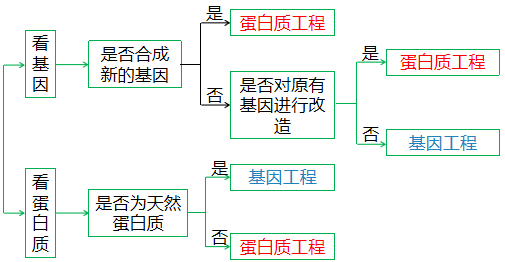 看基因
是否合成
新的基因
是
蛋白质工程
否
是否对原有
基因进行改
造
是
蛋白质工程
否
基因工程
看蛋白质
是否为天然
蛋白质
是
基因工程
否
蛋白质工程